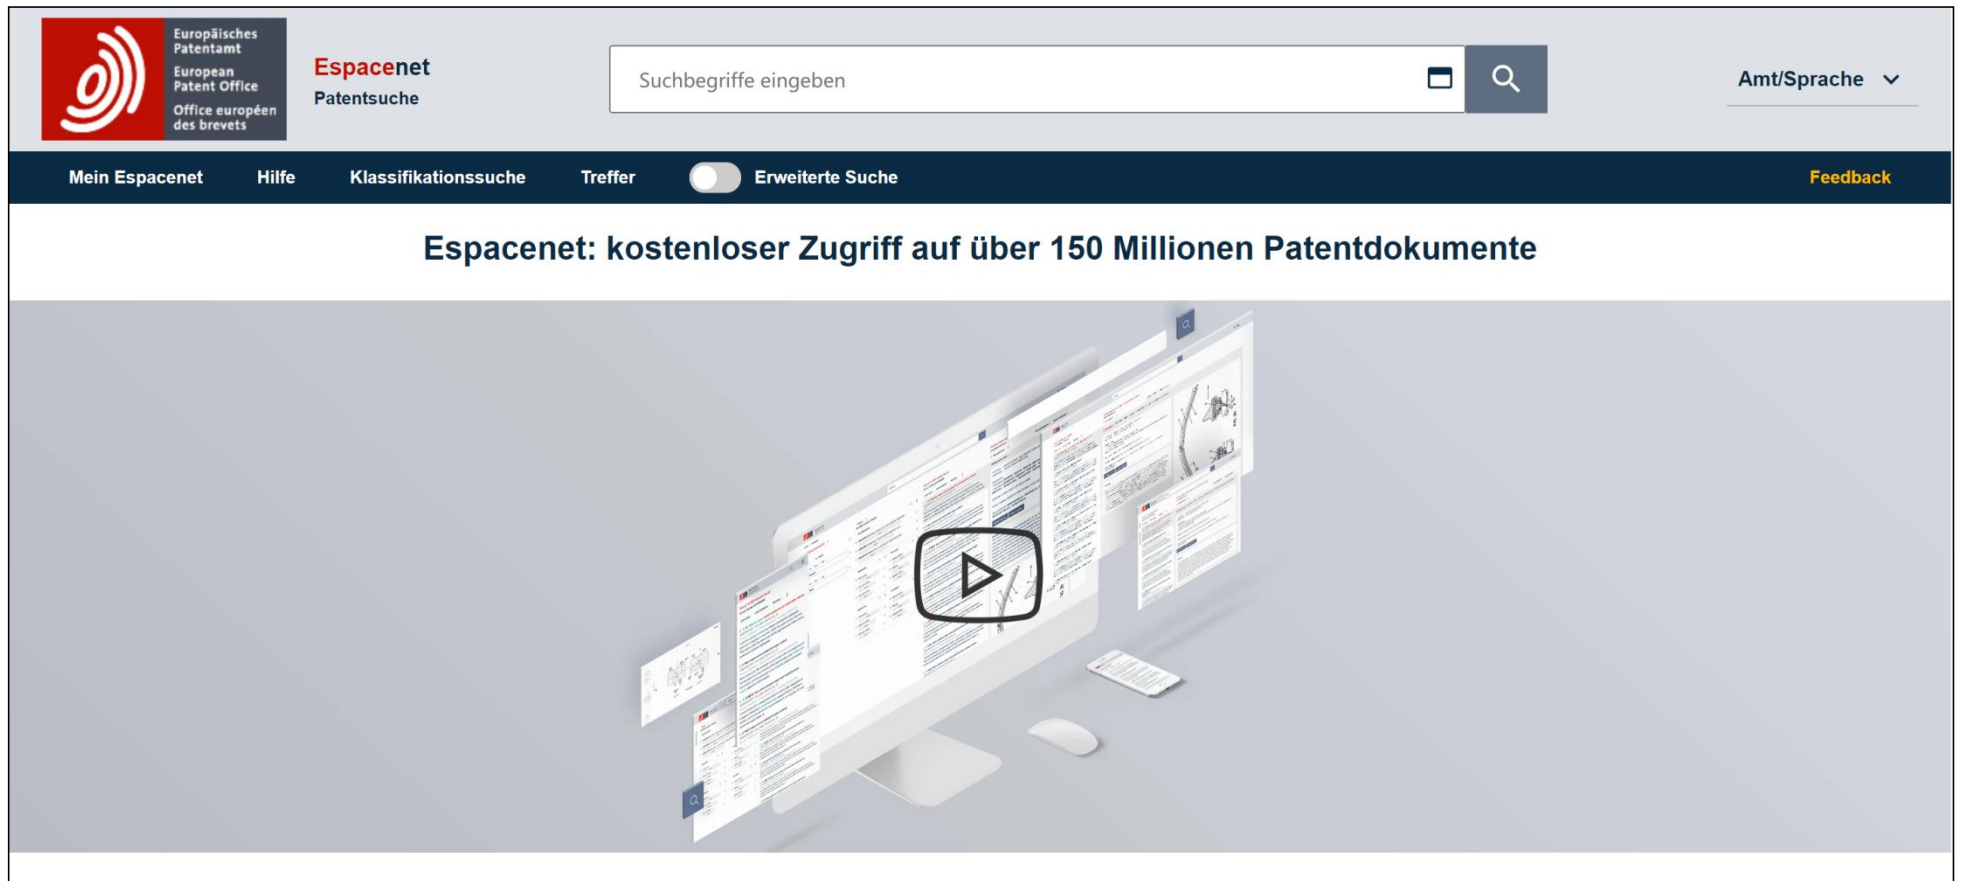 Europäisches
Patentamt
European
Patent Office
Office européen
des brevets
Espacenet
Patentsuche
Suchbegriffe eingeben
Amt/Sprache
Mein Espacenet Hilfe Klassifikationssuche Treffer Erweiterte Suche Feedback
Espacenet: kostenloser Zugriff auf über 150 Millionen Patentdokumente